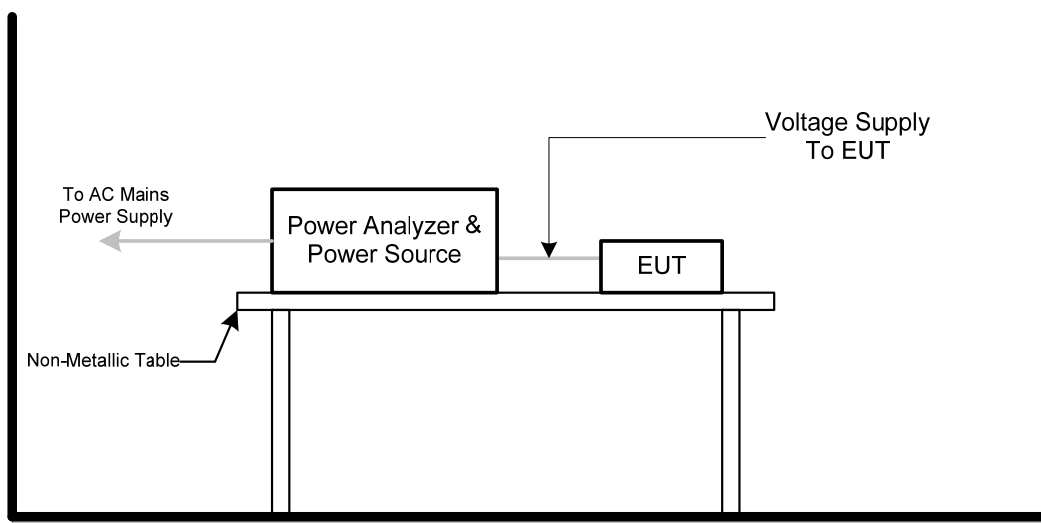 Voltage Supply
To EUT
To AC Mains
Power Supply
Power Analyzer &
Power Source
EUT
Non-Metallic Table